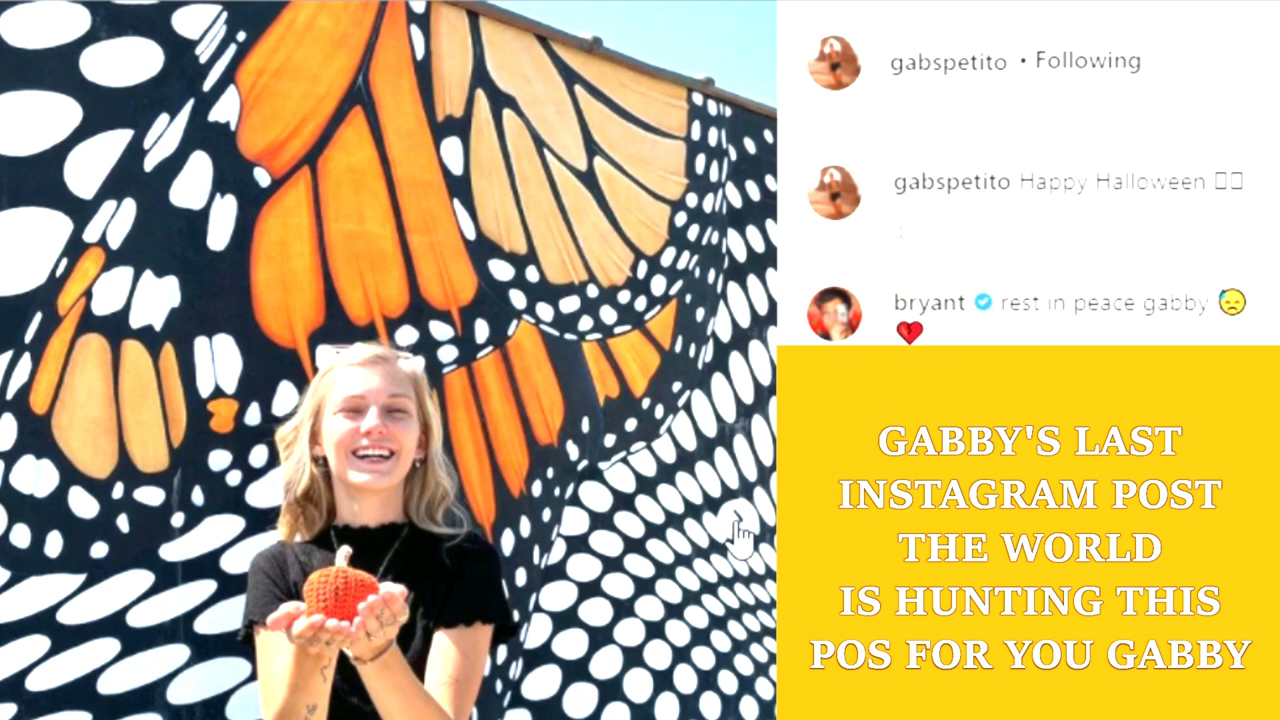 gabspetito • Following
gabspetito Happy Halloween
bryant rest in peace gabby
GABBY'S LAST
INSTAGRAM POST
THE WORLD
IS HUNTING THIS
POS FOR YOU GABBY